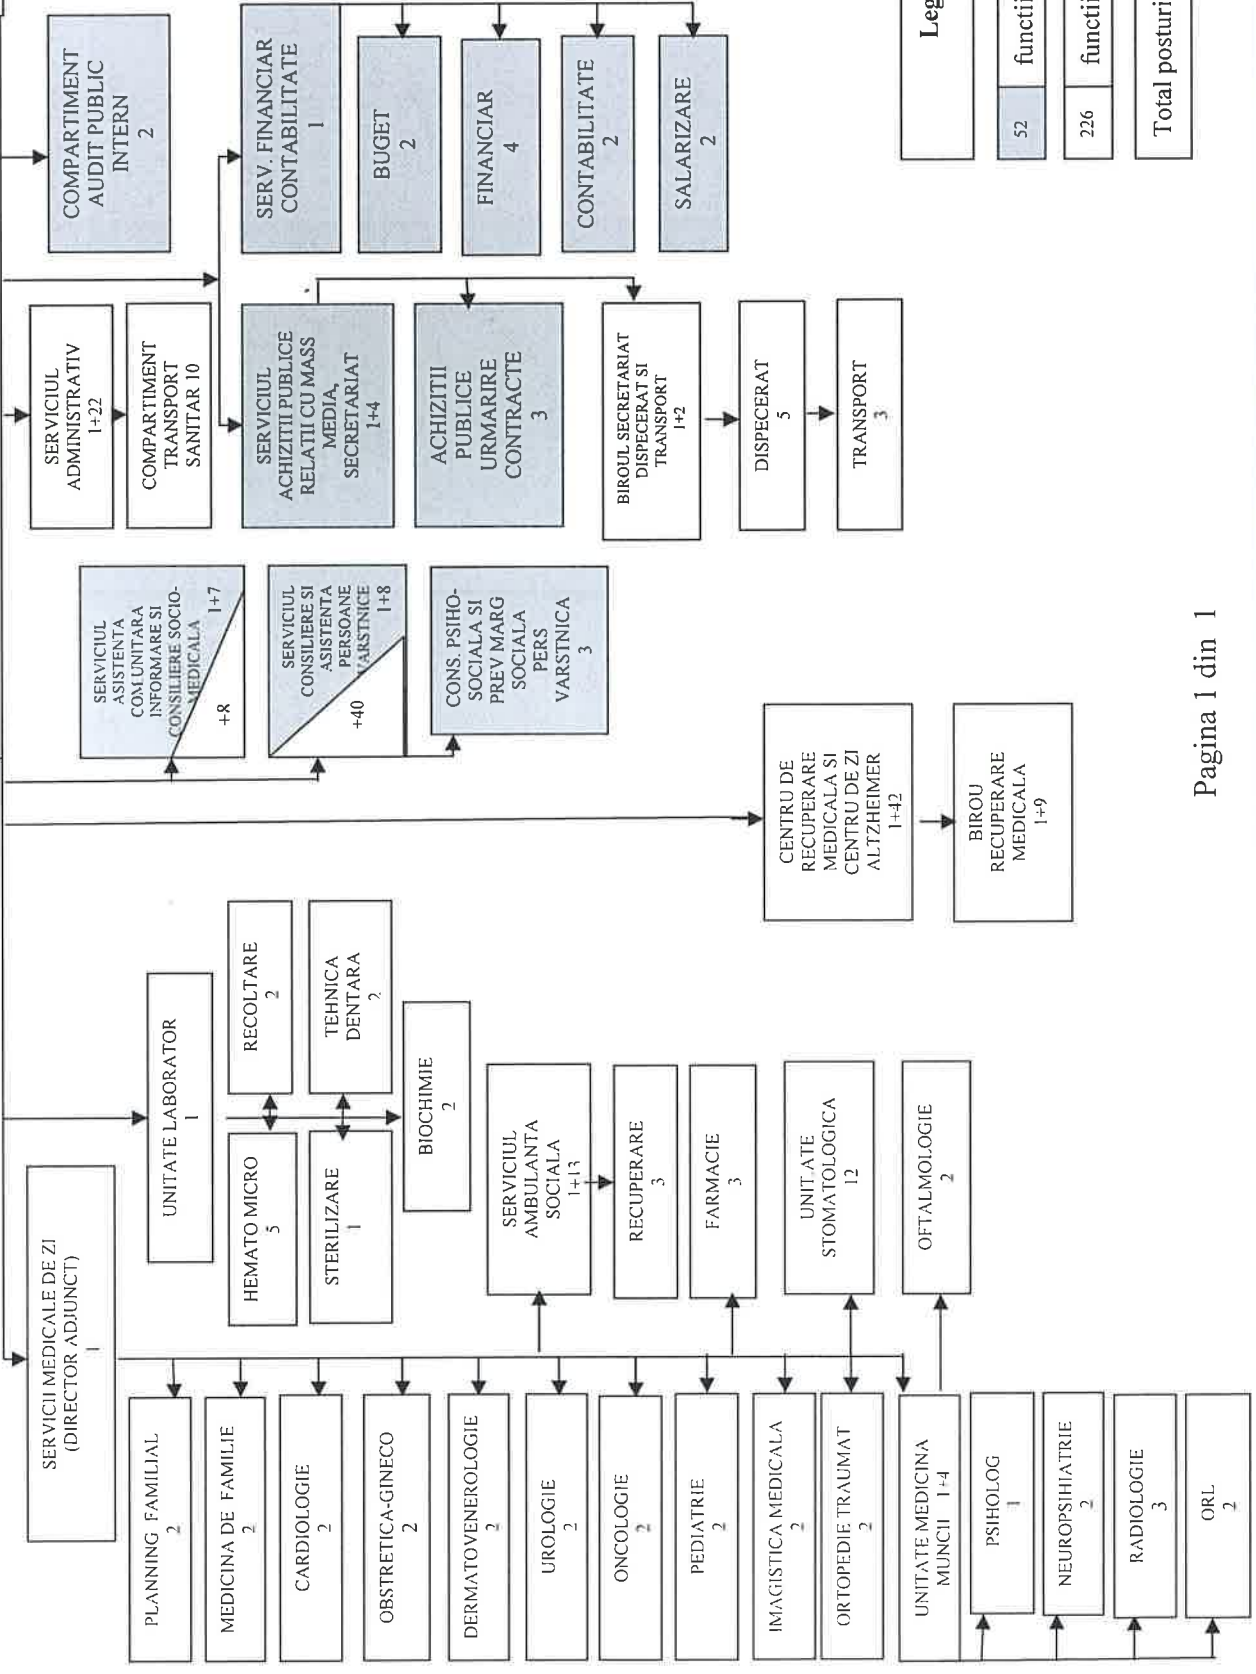 SERVICII MEDICALE DE ZI
(DIRECTOR ADJUNCT)
1
PLANNING FAMILIAL
2
MEDICINA DE FAMILIE
2
CARDIOLOGIE
2
OBSTRETICA-GINECO
2
DERMATOVENEROLOGIE
2
UROLOGIE
2
ONCOLOGIE
2
PEDIATRIE
2
IMAGISTICA MEDICALA
2
ORTOPEDIE TRAUMAT
2
UNITATE MEDICINA
MUNCII 1+4
PSIHOLOG
1
NEUROPSIHIATRIE
2
RADIOLOGIE
3
ORL
2
UNITATE LABORATOR
1
HEMATO MICRO
5
RECOLTARE
2
STERILIZARE
1
TEHNICA
DENTARA
2
BIOCHIMIE
2
SERVICIUL
AMBULANTA
SOCIALA
1+13
RECUPERARE
3
FARMACIE
3
UNITATE
STOMATOLOGICA
12
OFTALMOLOGIE
2
CENTRU DE
RECUPERARE
MEDICALA SI
CENTRU DE ZI
ALTZHEIMER
1+42
BIROU
RECUPERARE
MEDICALA
1+9
SERVICIUL
ASISTENTA
COMUNITARA
INFORMARE SI
CONSILIERE SOCIO-
MEDICALA 1+7
+8
SERVICIUL
CONSILIERE SI
ASISTENTA
PERSOANE
VARSTNICE
1+8
+40
CONS. PSIHO-
SOCIALA SI
PREV MARG
SOCIALA
PERS
VARSTNICA
3
SERVICIUL
ADMINISTRATIV
1+22
COMPARTIMENT
TRANSPORT
SANITAR 10
SERVICIUL
ACHIZITII PUBLICE
RELATII CU MASS
MEDIA,
SECRETARIAT
1+4
ACHIZITII
PUBLICE
URMARIRE
CONTRACTE
3
BIROUL SECRETARIAT
DISPECERAT SI
TRANSPORT
1+2
DISPECERAT
5
TRANSPORT
3
COMPARTIMENT
AUDIT PUBLIC
INTERN
2
SERV. FINANCIAR
CONTABILITATE
1
BUGET
2
FINANCIAR
4
CONTABILITATE
2
SALARIZARE
2
Leg
52 functii
226 functii
Total posturi
Pagina 1 din 1